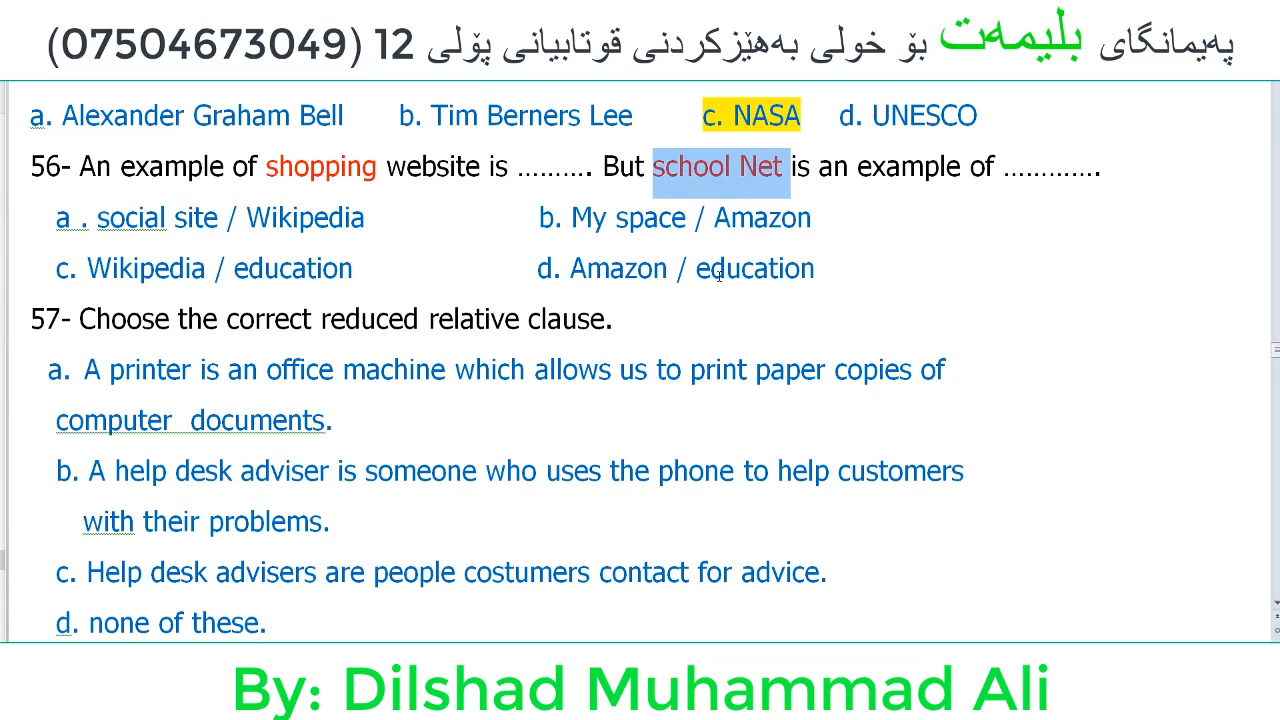 پەیمانگای بلیمەت بۆ خولی بەهێزکردنی قوتابیانی پۆلی 12 (07504673049)
a. Alexander Graham Bell b. Tim Berners Lee c. NASA d. UNESCO
56- An example of shopping website is .......... But school Net is an example of .............
a . social site / Wikipedia b. My space / Amazon
c. Wikipedia / education d. Amazon / education
57- Choose the correct reduced relative clause.
a. A printer is an office machine which allows us to print paper copies of
computer documents.
b. A help desk adviser is someone who uses the phone to help customers
with their problems.
c. Help desk advisers are people costumers contact for advice.
d. none of these.
By: Dilshad Muhammad Ali